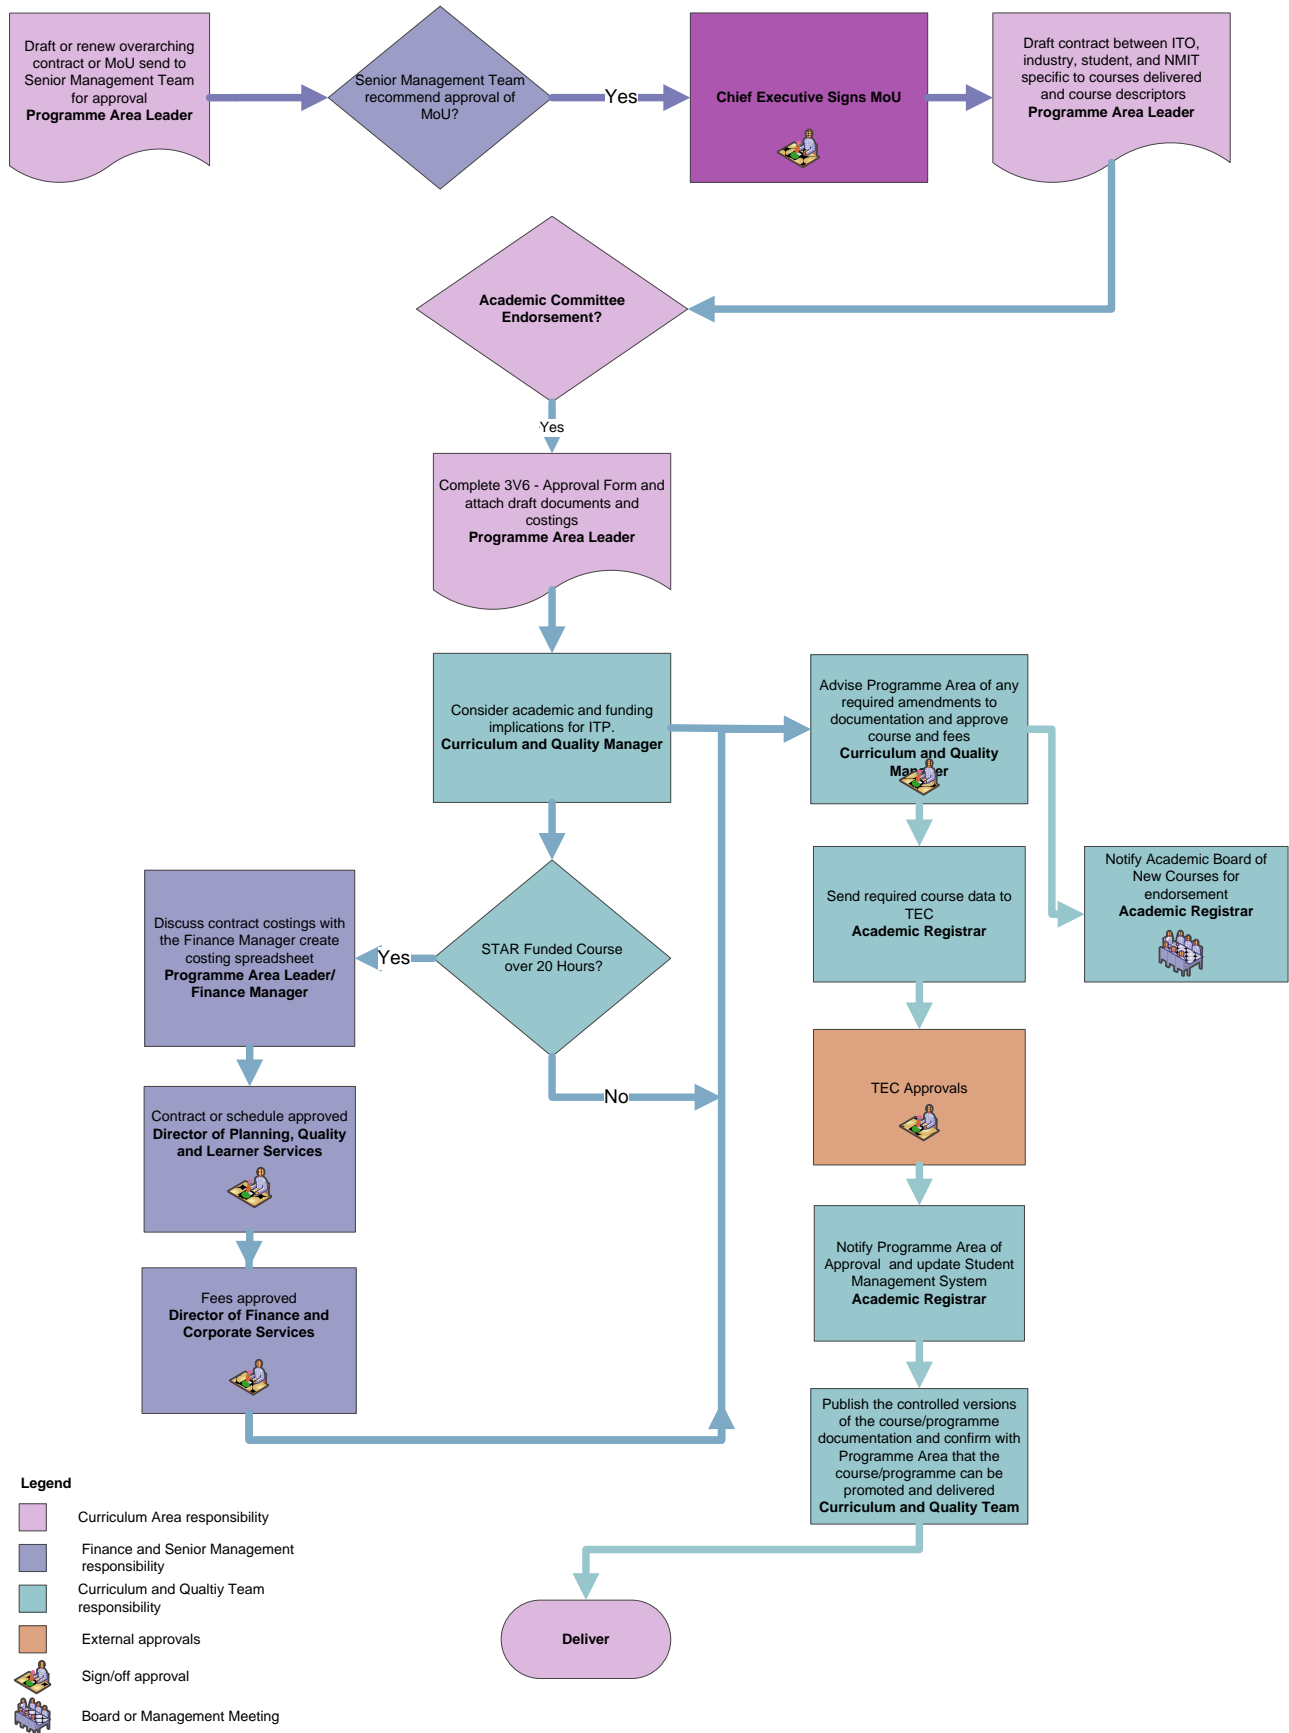 Draft or renew overarching
contract or MoU send to
Senior Management Team
for approval
Programme Area Leader
Senior Management Team
recommend approval of
MoU?
Yes
Chief Executive Signs MoU
Draft contract between ITO,
industry, student, and NMIT
specific to courses delivered
and course descriptors
Programme Area Leader
Academic Committee
Endorsement?
Yes
Complete 3V6 - Approval Form and
attach draft documents and
costings
Programme Area Leader
Consider academic and funding
implications for ITP.
Curriculum and Quality Manager
Advise Programme Area of any
required amendments to
documentation and approve
course and fees
Curriculum and Quality
Manager
Notify Academic Board of
New Courses for
endorsement
Academic Registrar
Send required course data to
TEC
Academic Registrar
STAR Funded Course
over 20 Hours?
Yes
No
Discuss contract costings with
the Finance Manager create
costing spreadsheet
Programme Area Leader/
Finance Manager
Contract or schedule approved
Director of Planning, Quality
and Learner Services
Fees approved
Director of Finance and
Corporate Services
TEC Approvals
Notify Programme Area of
Approval  and update Student
Management System
Academic Registrar
Publish the controlled versions
of the course/programme
documentation and confirm with
Programme Area that the
course/programme can be
promoted and delivered
Curriculum and Quality Team
Deliver
Legend
Curriculum Area responsibility
Finance and Senior Management
responsibility
Curriculum and Qualtiy Team
responsibility
External approvals
Sign/off approval
Board or Management Meeting